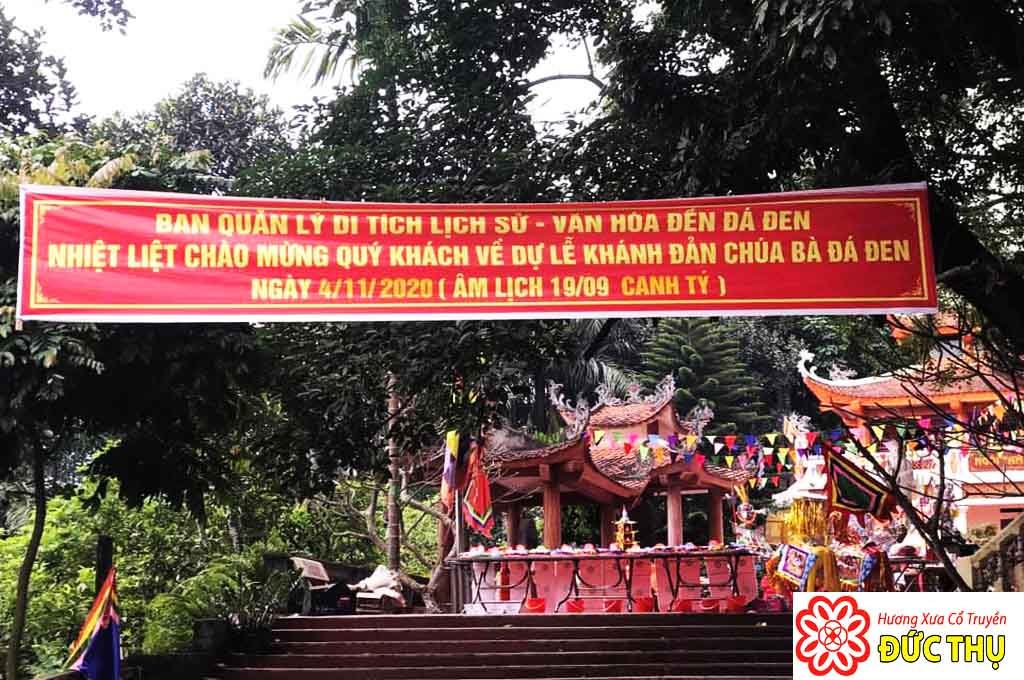 BAN QUẢN LÝ DI TÍCH LỊCH SỬ - VĂN HÓA ĐỀN ĐÁ ĐEN
NHIỆT LIỆT CHÀO MỪNG QUÝ KHÁCH VỀ DỰ LỄ KHÁNH ĐẢN CHÚA BÀ ĐÁ ĐEN
NGÀY 4/11/2020 ( ÂM LỊCH 19/09 CANH TÝ )
Hương Xưa Cổ Truyền
ĐỨC THỤ